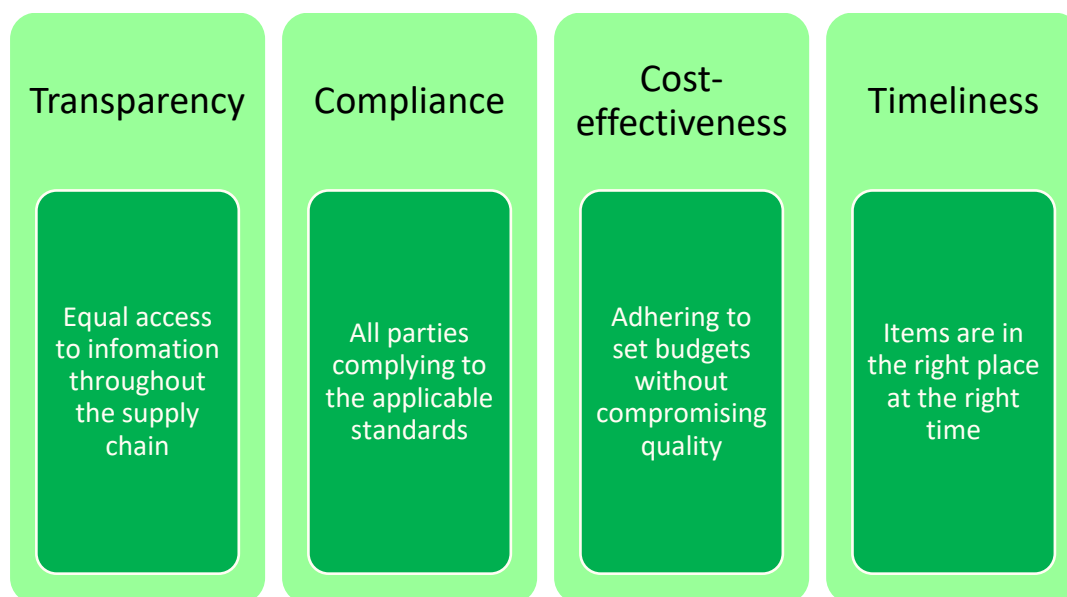 Transparency
Equal access
to infomation
throughout
the supply
chain
Compliance
All parties
complying to
the applicable
standards
Cost-
effectiveness
Adhering to
set budgets
without
compromising
quality
Timeliness
Items are in
the right place
at the right
time